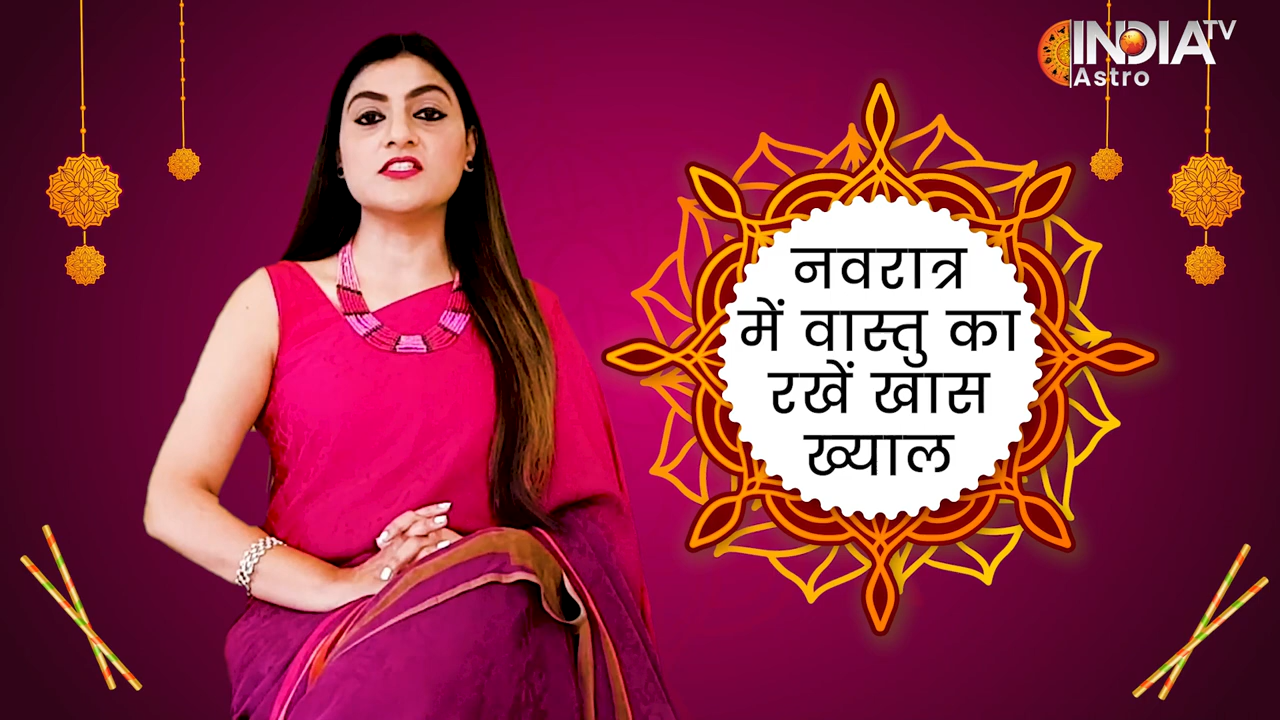 INDIA TV
Astro
नवरात्र
में वास्तु का
रखें खास
ख्याल